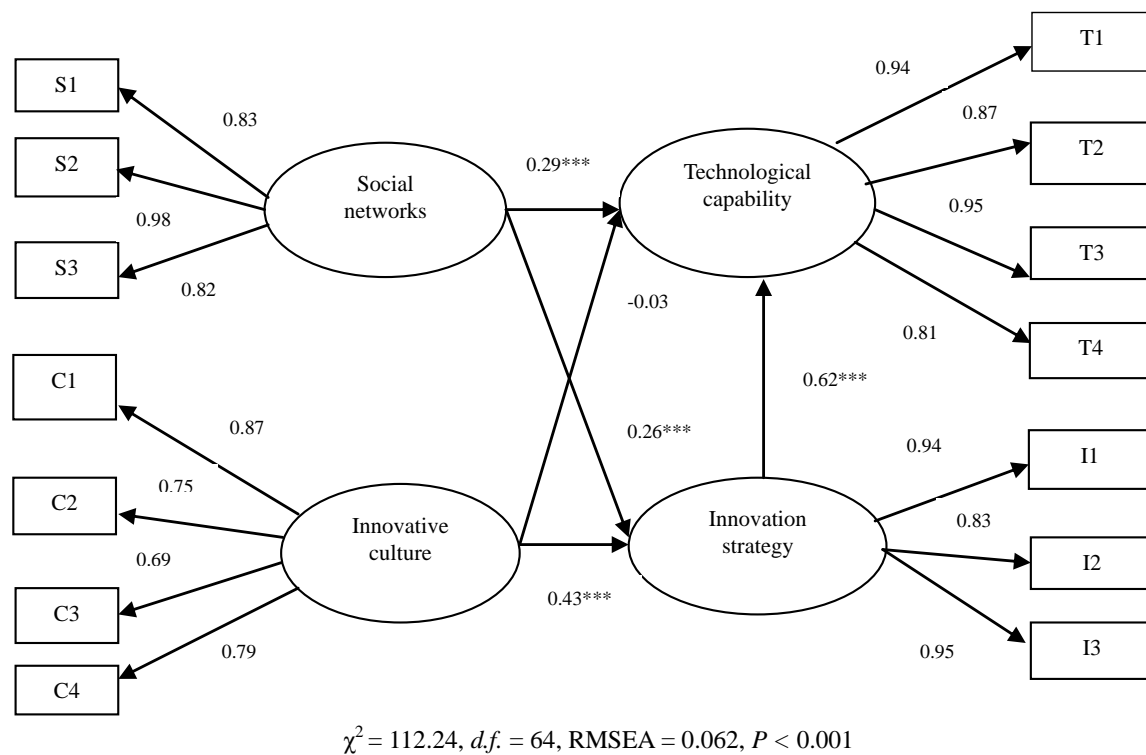 S1
S2
S3
C1
C2
C3
C4
0.83
0.98
0.82
0.87
0.75
0.69
0.79
Social
networks
Innovative
culture
0.29***
-0.03
0.26***
0.43***
0.62***
Technological
capability
Innovation
strategy
0.94
0.87
0.95
0.81
0.94
0.83
0.95
T1
T2
T3
T4
I1
I2
I3
χ² = 112.24, d.f. = 64, RMSEA = 0.062, P < 0.001